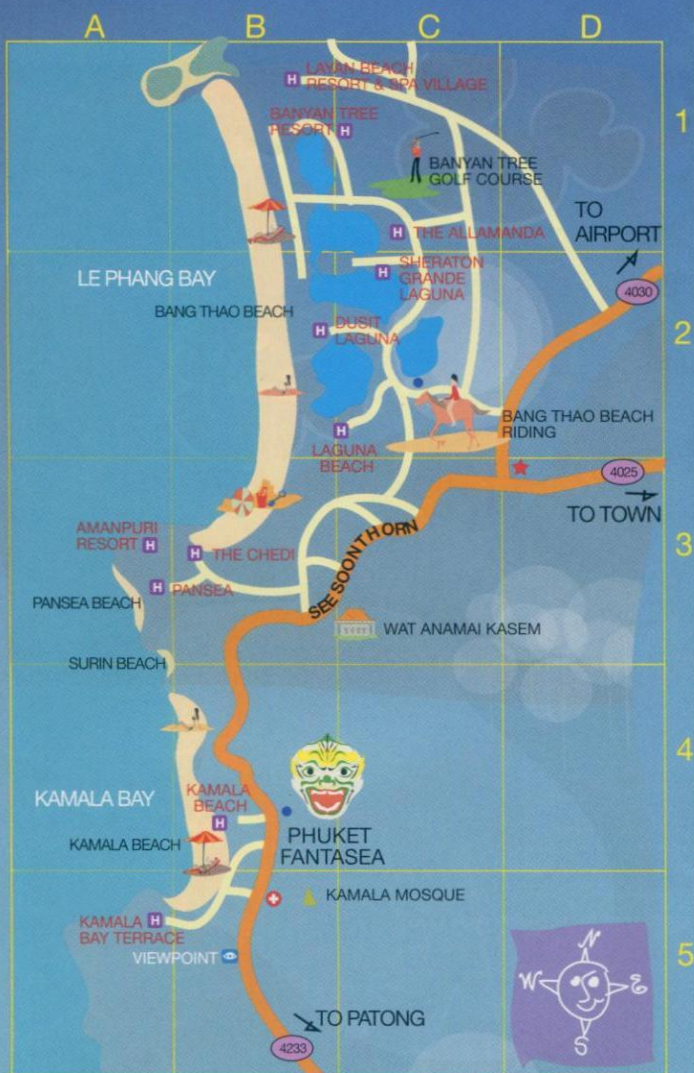 A
B
C
D
1
2
3
4
5
LAYAN BEACH
RESORT & SPA VILLAGE
H
BANYAN TREE
RESORT H
BANYAN TREE
GOLF COURSE
TO
AIRPORT
H THE ALLAMANDA
LE PHANG BAY
H SHERATON
GRANDE
LAGUNA
4030
BANG THAO BEACH
H DUSIT
LAGUNA
BANG THAO BEACH
RIDING
H
LAGUNA
BEACH
4025
TO TOWN
SEE SOONTHORN
AMANPURI
RESORT H
H THE CHEDI
H PANSEA
PANSEA BEACH
WAT ANAMAI KASEM
SURIN BEACH
KAMALA BAY
KAMALA
BEACH
H
PHUKET
FANTASEA
KAMALA BEACH
KAMALA MOSQUE
KAMALA H
BAY TERRACE
VIEWPOINT
TO PATONG
4233
N
W E
S